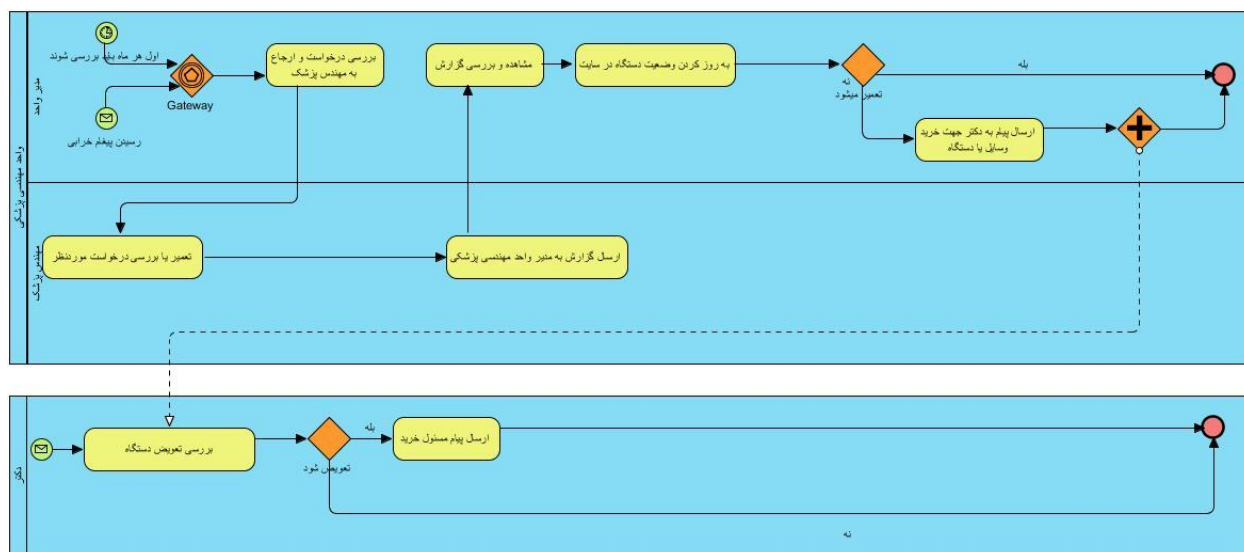 واحد مهندسی پزشکی
مدیر واحد
اول هر ماه باید بررسی شوند
رسیدن پیغام خرابی
Gateway
بررسی درخواست و ارجاع
به مهندس پزشک
مشاهده و بررسی گزارش
به روز کردن وضعیت دستگاه در سایت
تعمیر میشود
بله
نه
ارسال پیام به دکتر جهت خرید
وسایل یا دستگاه
مهندس پزشک
تعمیر یا بررسی درخواست موردنظر
ارسال گزارش به مدیر واحد مهندسی پزشکی
دکتر
بررسی تعویض دستگاه
تعویض شود
بله
ارسال پیام مسئول خرید
نه